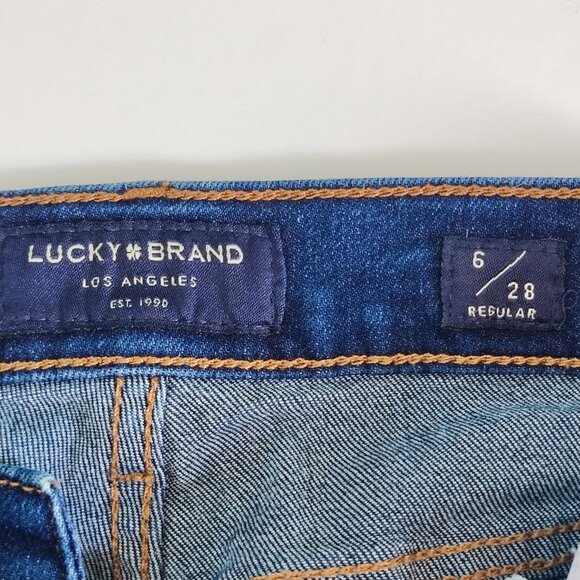 LUCKY BRAND
LOS ANGELES
EST. 1990
6 / 28
REGULAR